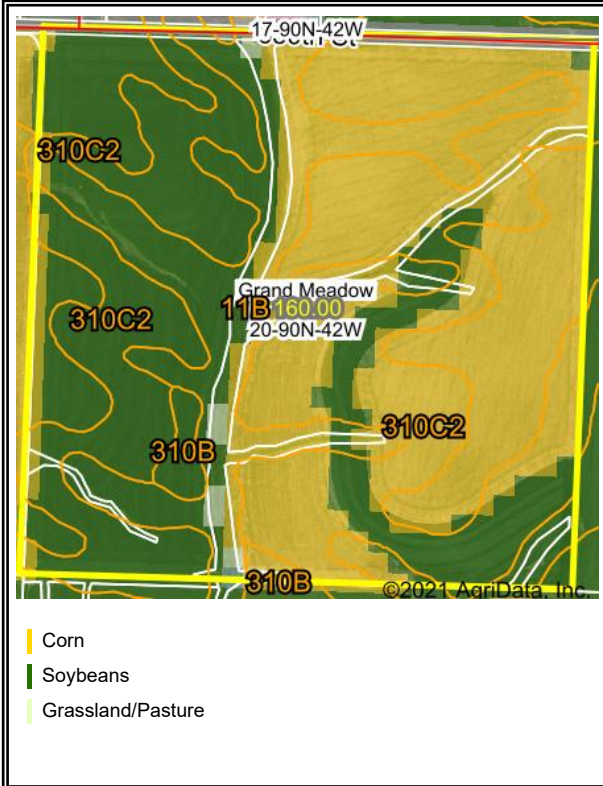 17-90N-42W
St
310C2
Grand Meadow
310C2 11B 160.00
20-90N-42W
310C2
310B
310B
©2021 AgriData, Inc.
Corn
Soybeans
Grassland/Pasture